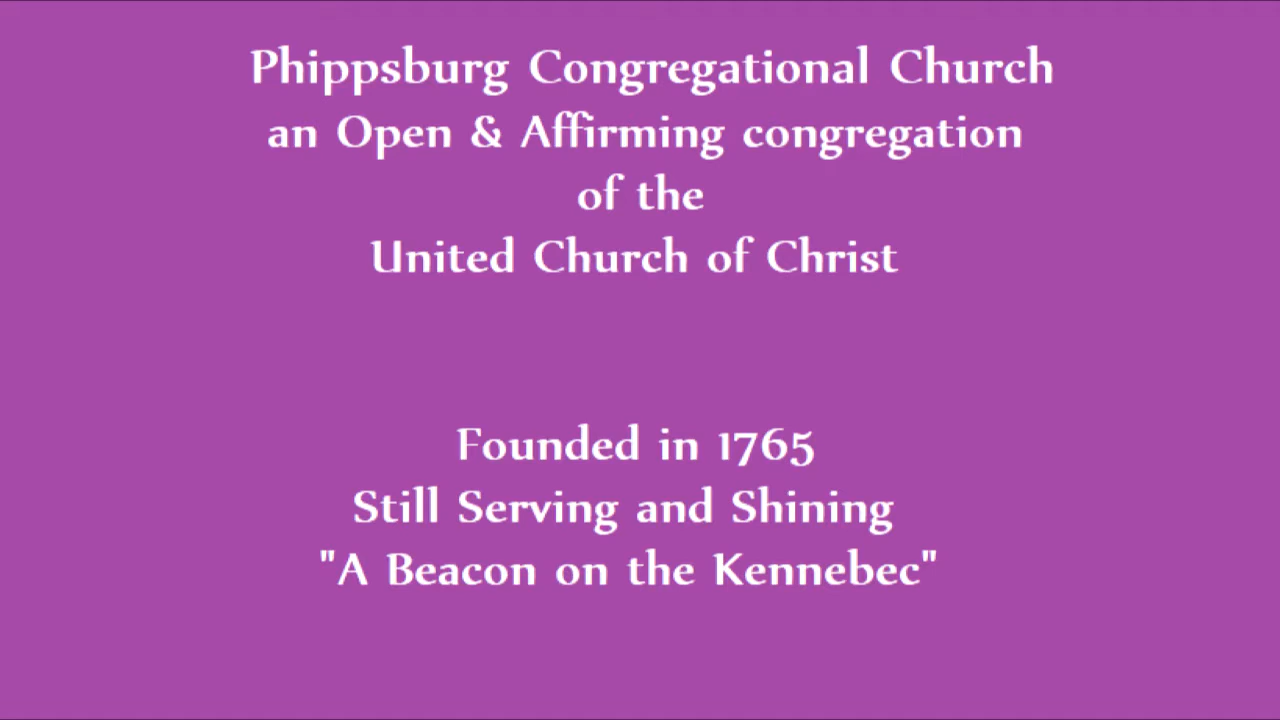 Phippsburg Congregational Church
an Open & Affirming congregation
of the
United Church of Christ
Founded in 1765
Still Serving and Shining
"A Beacon on the Kennebec"